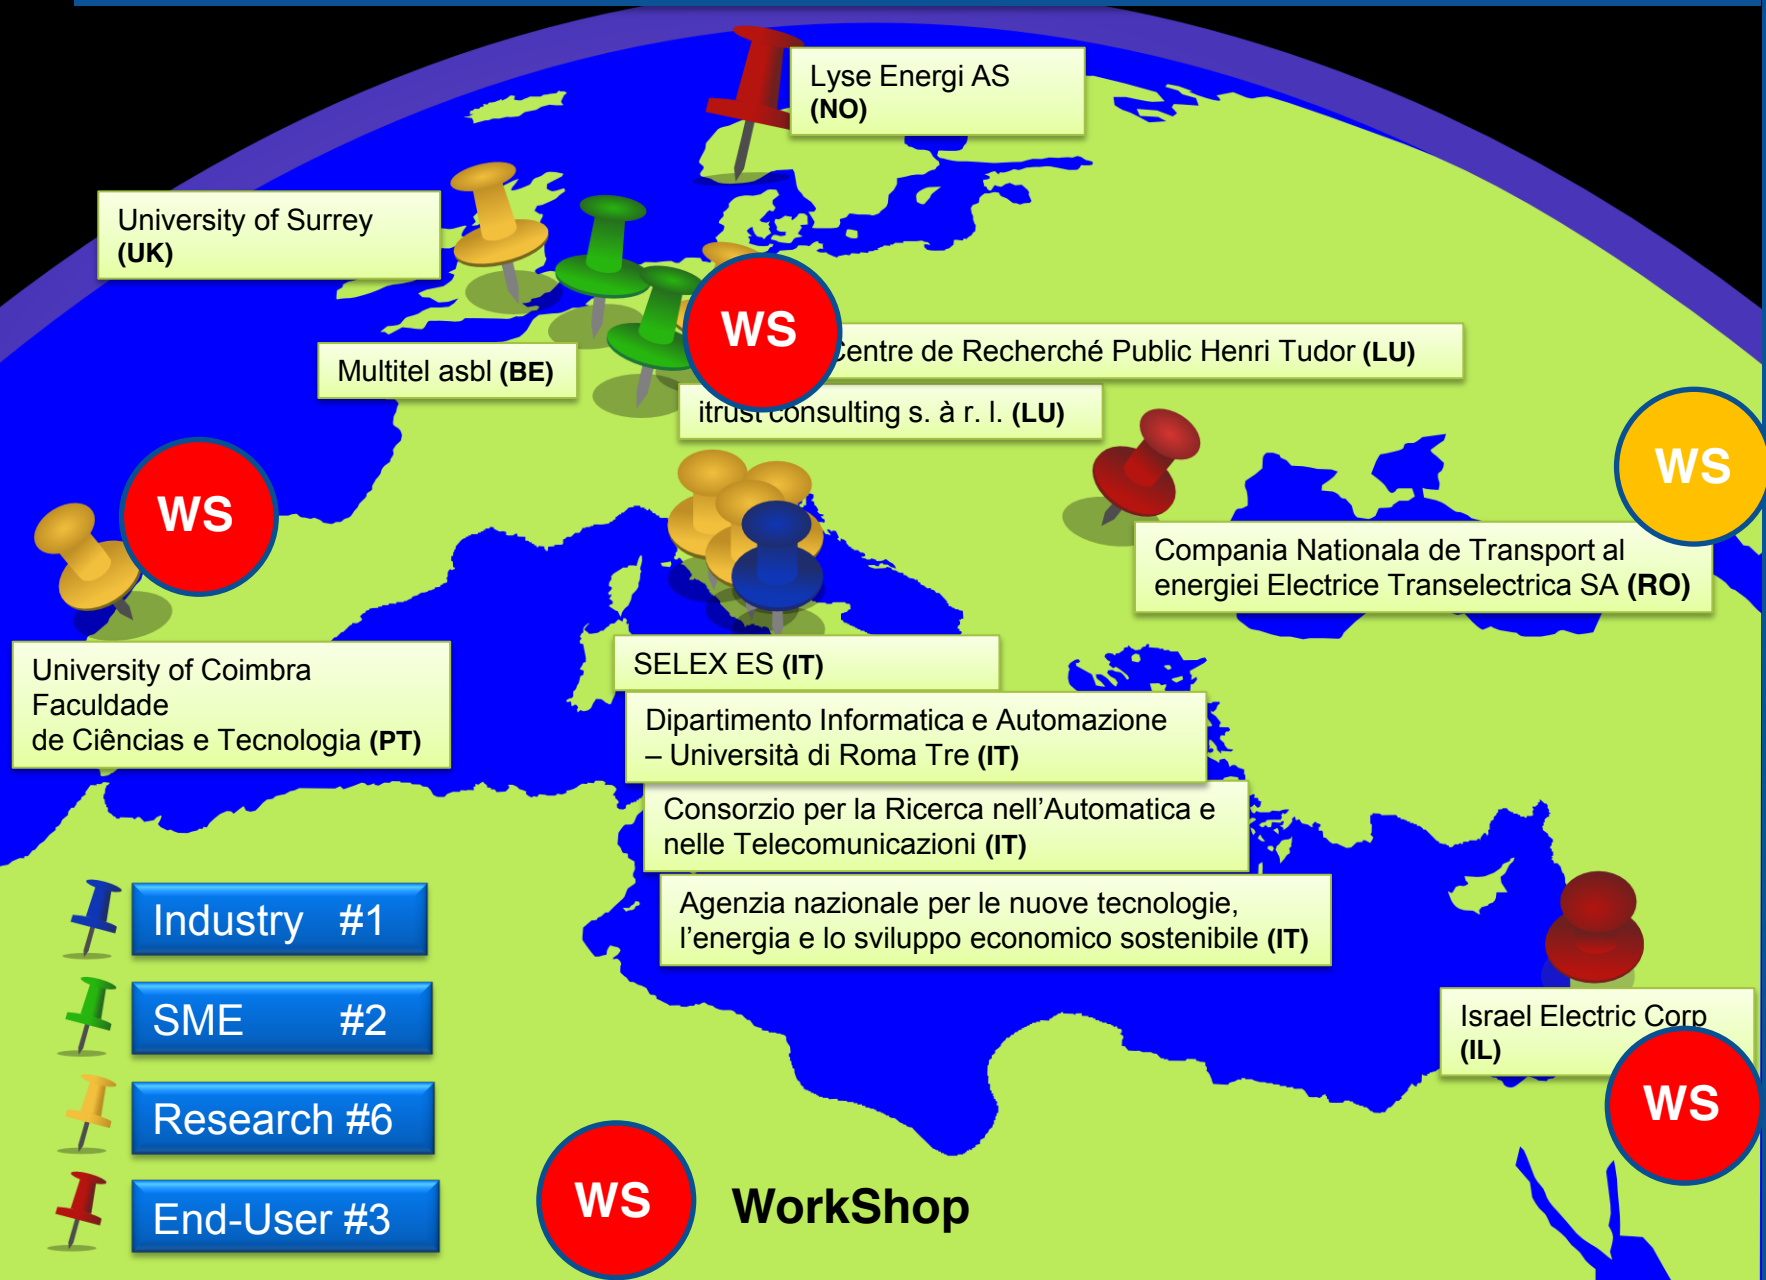 Lyse Energi AS
(NO)
University of Surrey
(UK)
WS
Centre de Recherché Public Henri Tudor (LU)
Multitel asbl (BE)
itrust consulting s. à r. l. (LU)
WS
WS
Compania Nationala de Transport al
energiei Electrice Transelectrica SA (RO)
University of Coimbra
Faculdade
de Ciências e Tecnologia (PT)
SELEX ES (IT)
Dipartimento Informatica e Automazione
– Università di Roma Tre (IT)
Consorzio per la Ricerca nell’Automatica e
nelle Telecomunicazioni (IT)
Agenzia nazionale per le nuove tecnologie,
l’energia e lo sviluppo economico sostenibile (IT)
Israel Electric Corp
(IL)
WS
Industry #1
SME #2
Research #6
End-User #3
WS
WorkShop